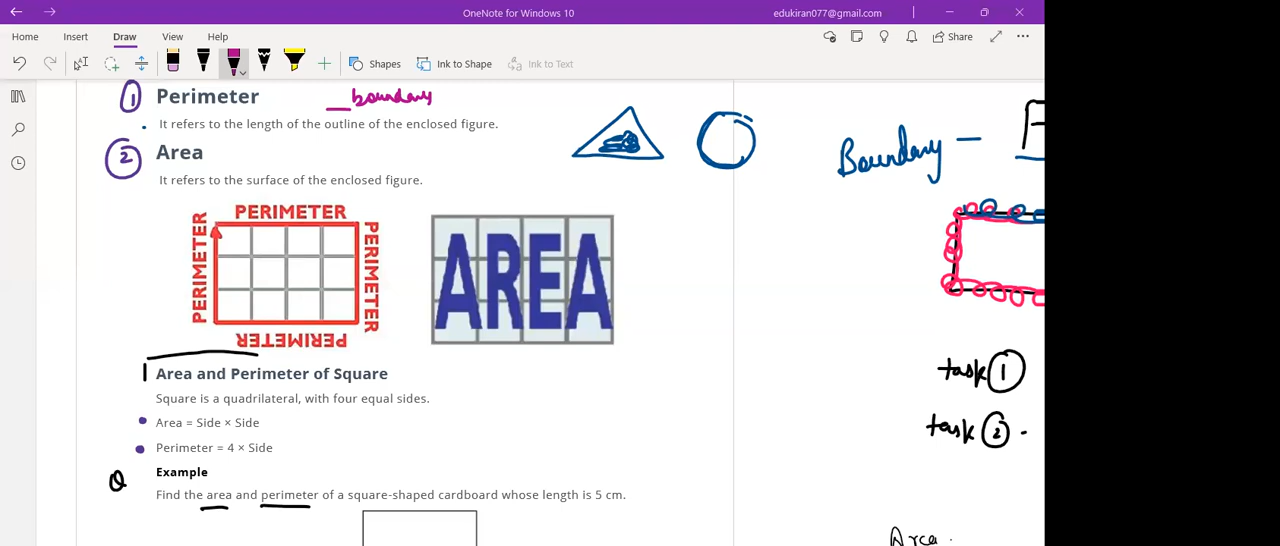 OneNote for Windows 10
edukiran077@gmail.com
Home Insert Draw View Help
Share
Shapes Ink to Shape Ink to Text
1 Perimeter boundary
It refers to the length of the outline of the enclosed figure.
2 Area
It refers to the surface of the enclosed figure.
Boundary -
PERIMETER
PERIMETER
PERIMETER
PERIMETER
AREA
Area and Perimeter of Square
Square is a quadrilateral, with four equal sides.
Area = Side × Side
Perimeter = 4 × Side
task 1
task 2 -
Q Example
Find the area and perimeter of a square-shaped cardboard whose length is 5 cm.
Area